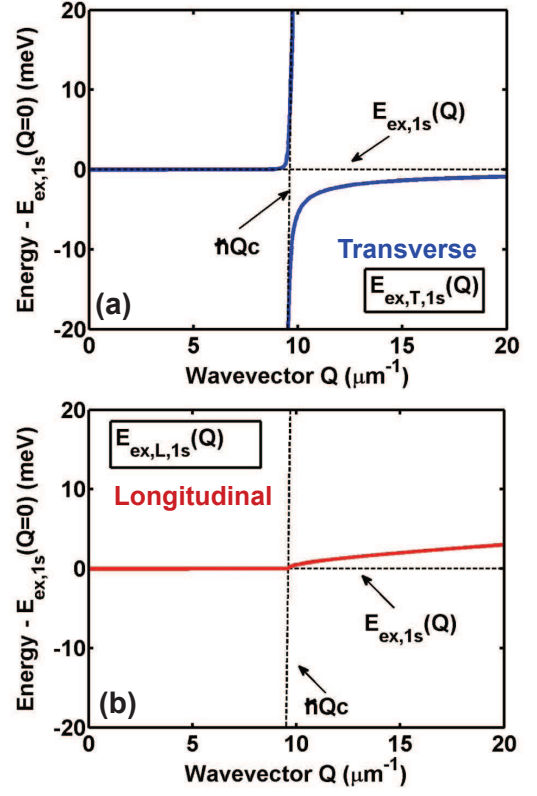 20
10
0
-10
-20
0
5
10
15
20
Energy - E_ex,1s(Q=0) (meV)
E_ex,1s(Q)
ħQc
Transverse
(a)
E_ex,T,1s(Q)
Wavevector Q (μm⁻¹)
20
10
0
-10
-20
0
5
10
15
20
Energy - E_ex,1s(Q=0) (meV)
E_ex,L,1s(Q)
Longitudinal
E_ex,1s(Q)
(b)
ħQc
Wavevector Q (μm⁻¹)